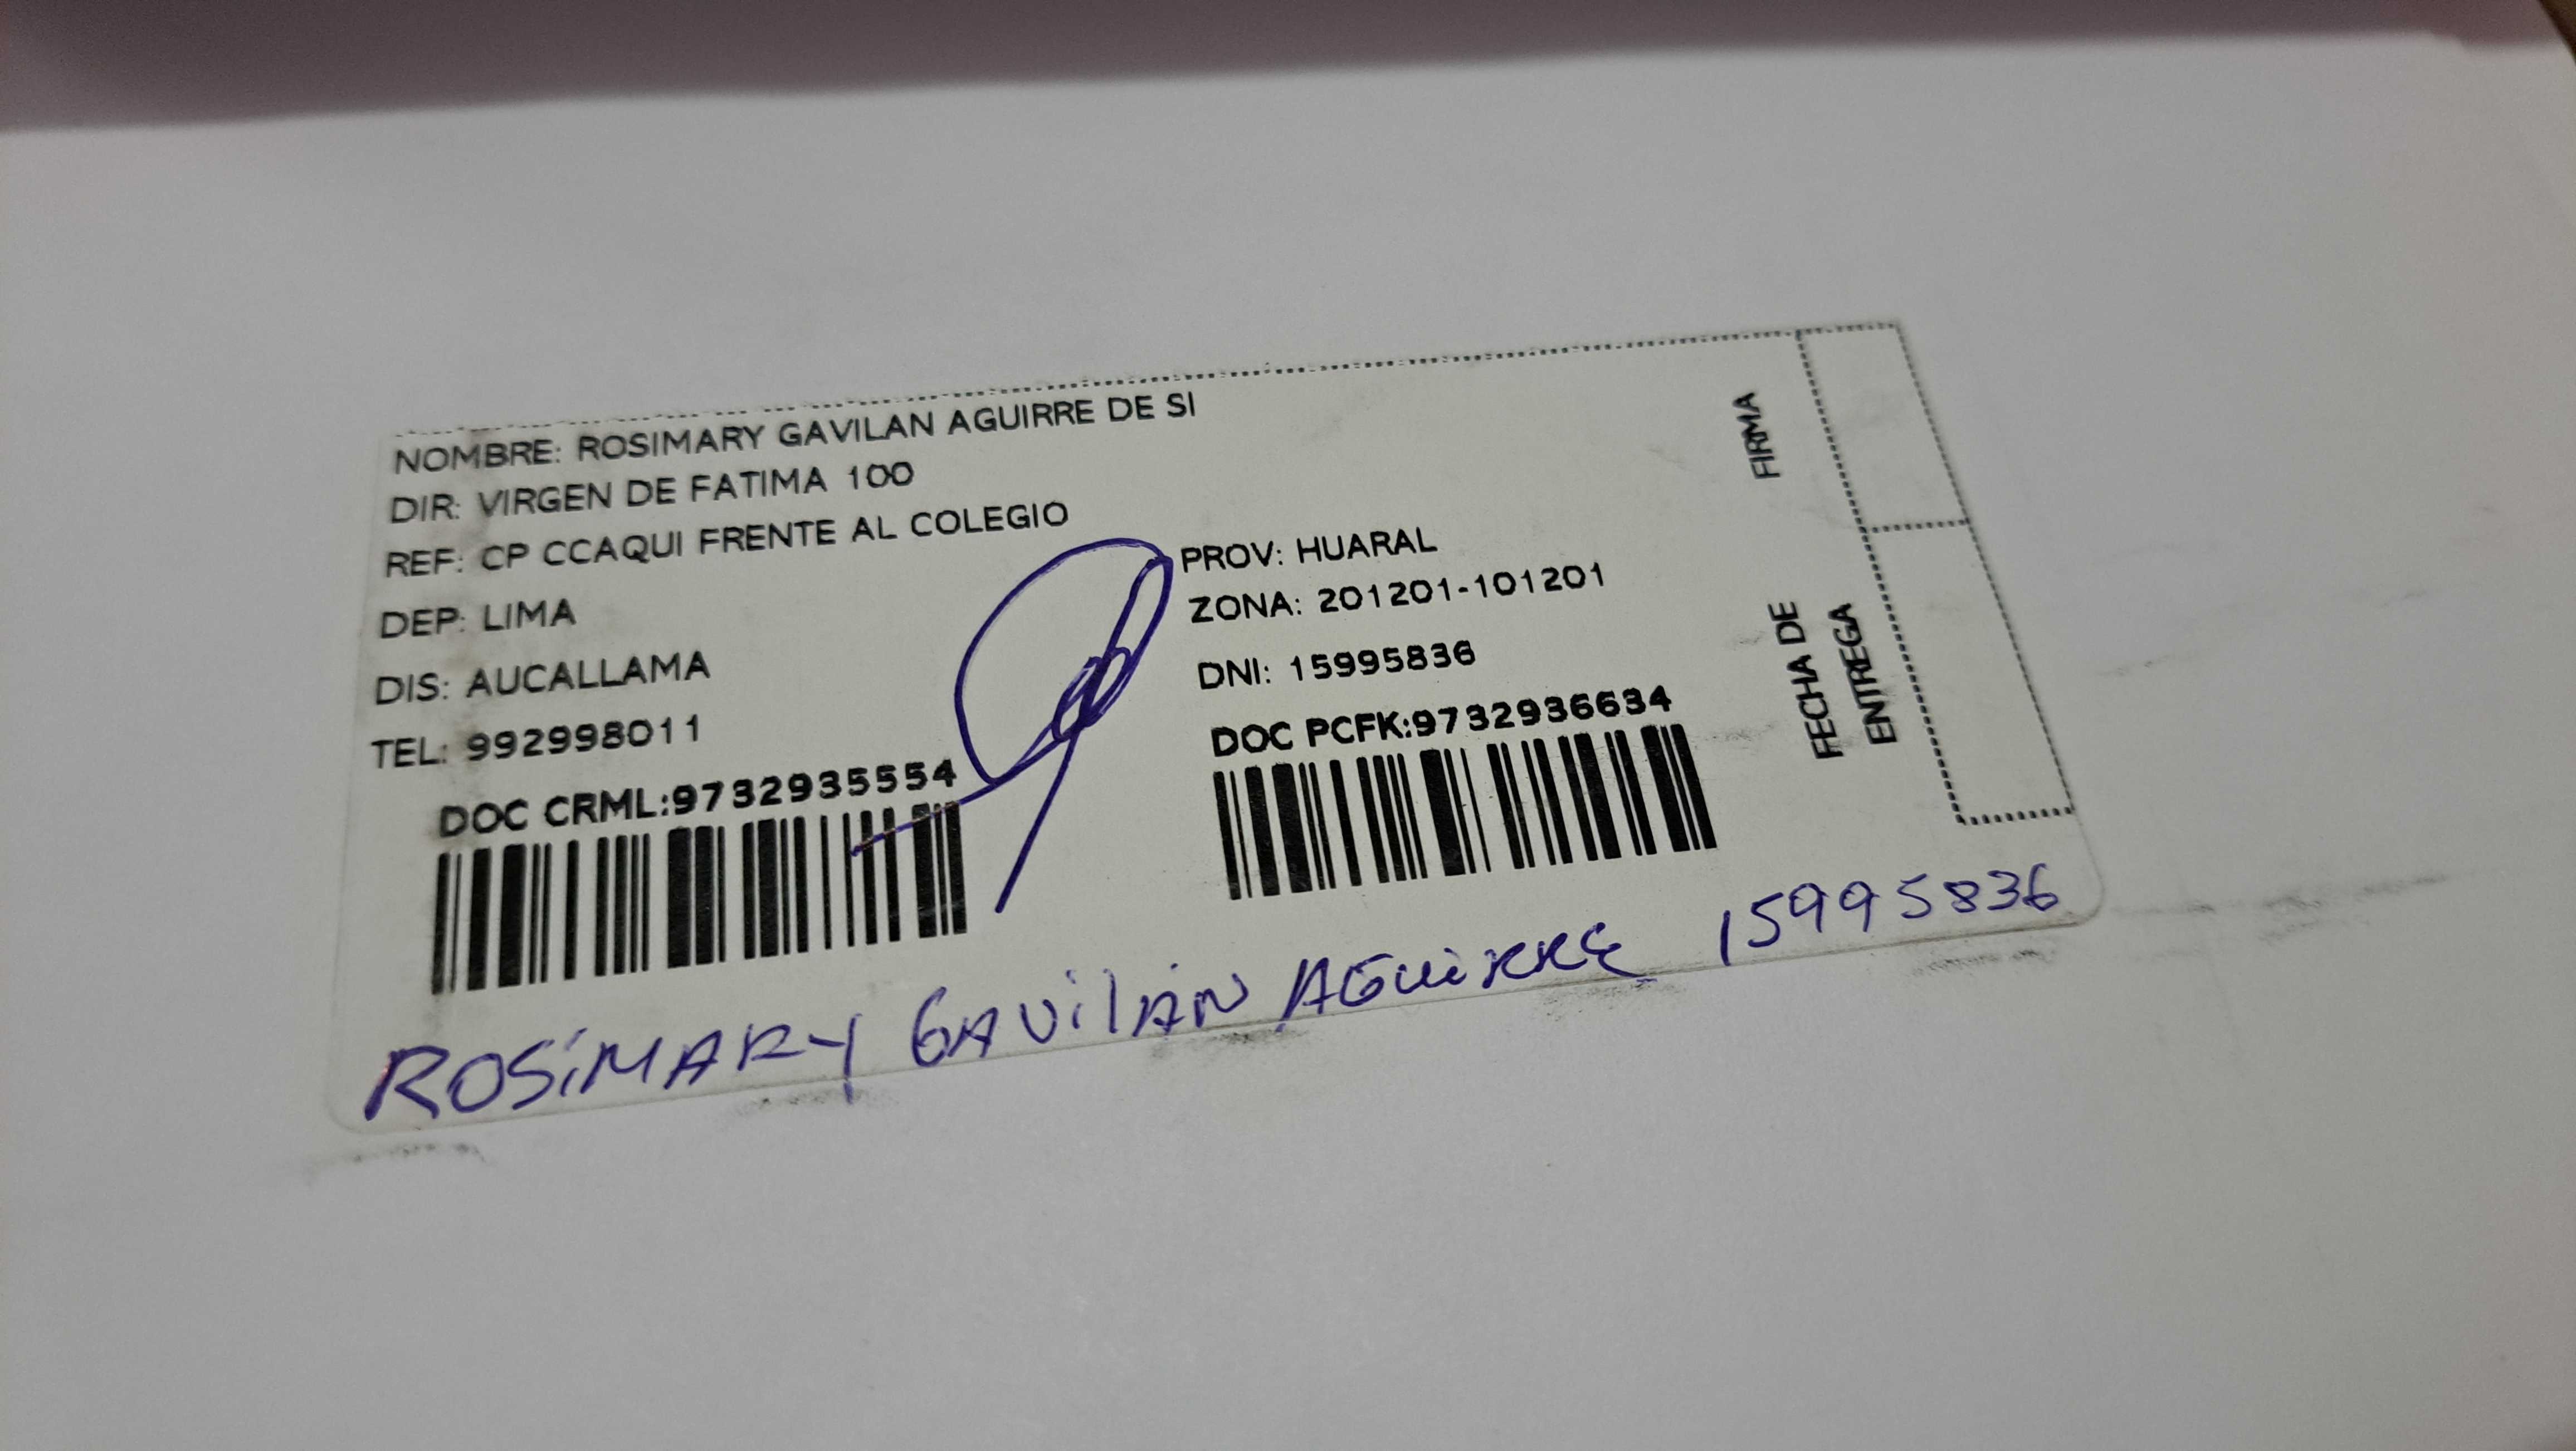 NOMBRE: ROSIMARY GAVILAN AGUIRRE DE SI
DIR: VIRGEN DE FATIMA 100
REF: CP CCAQUI FRENTE AL COLEGIO
DEP: LIMA
PROV: HUARAL
ZONA: 201201-101201
DIS: AUCALLAMA
DNI: 15995836
TEL: 992998011
DOC CRML:9732935554
DOC PCFK:9732936634
FIRMA
FECHA DE
ENTREGA
ROSIMARY GAVILAN AGUIRRE 15995836